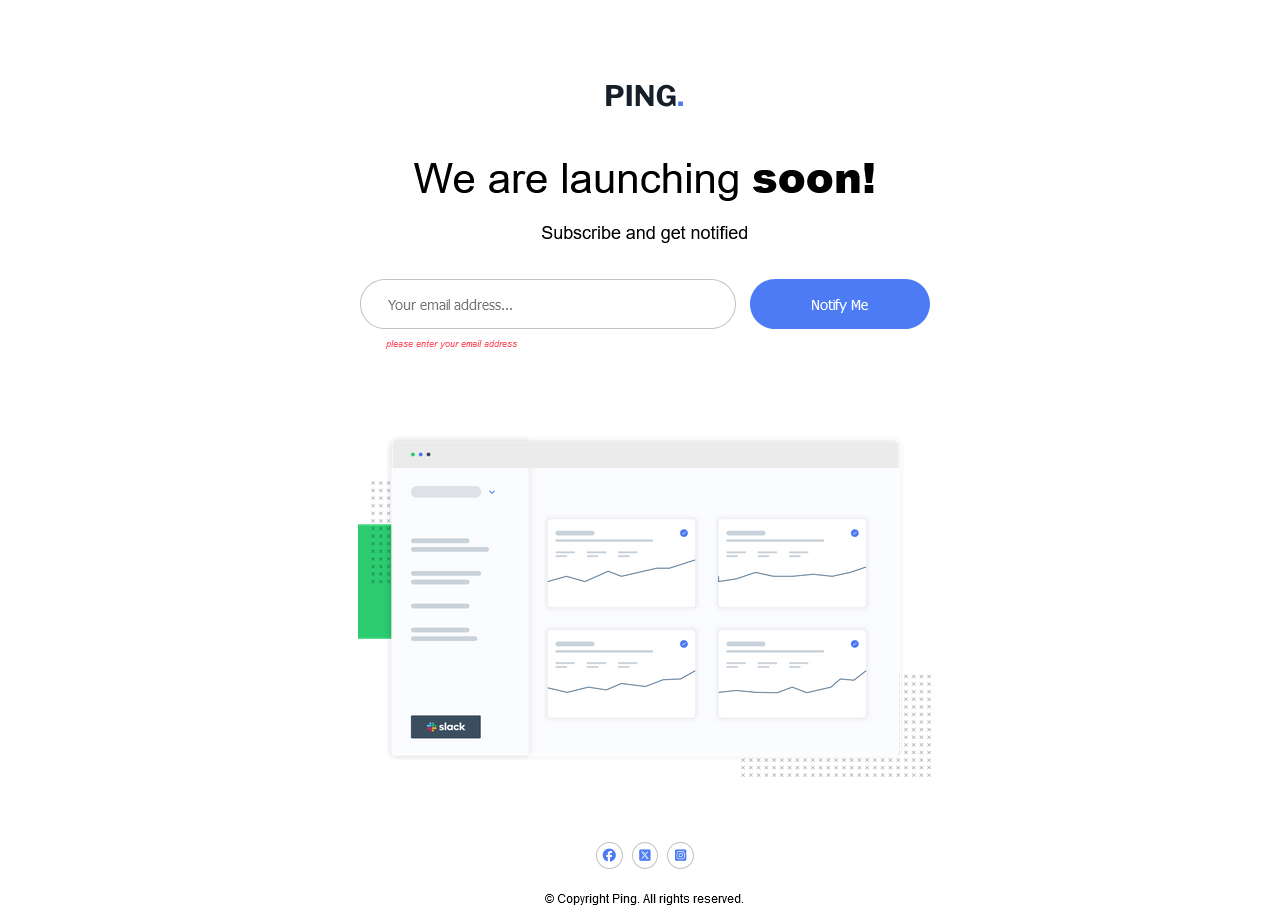 PING.
We are launching soon!
Subscribe and get notified
Your email address...
Notify Me
please enter your email address
slack
© Copyright Ping. All rights reserved.